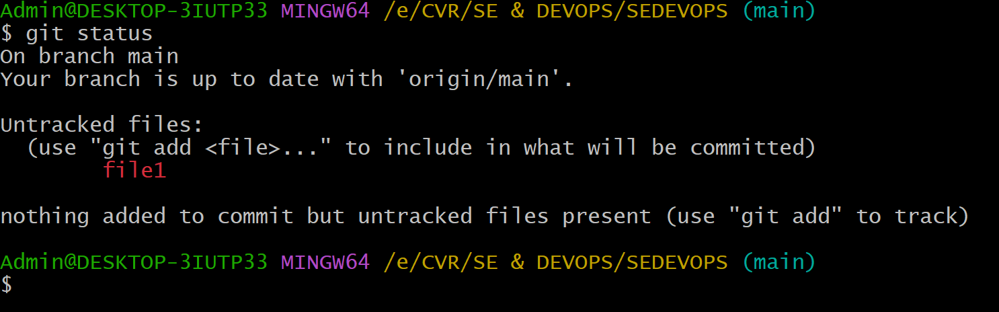 Admin@DESKTOP-3IUTP33 MINGW64 /e/CVR/SE & DEVOPS/SEDEVOPS (main)
$ git status
On branch main
Your branch is up to date with 'origin/main'.

Untracked files:
  (use "git add <file>..." to include in what will be committed)
        file1

nothing added to commit but untracked files present (use "git add" to track)

Admin@DESKTOP-3IUTP33 MINGW64 /e/CVR/SE & DEVOPS/SEDEVOPS (main)
$